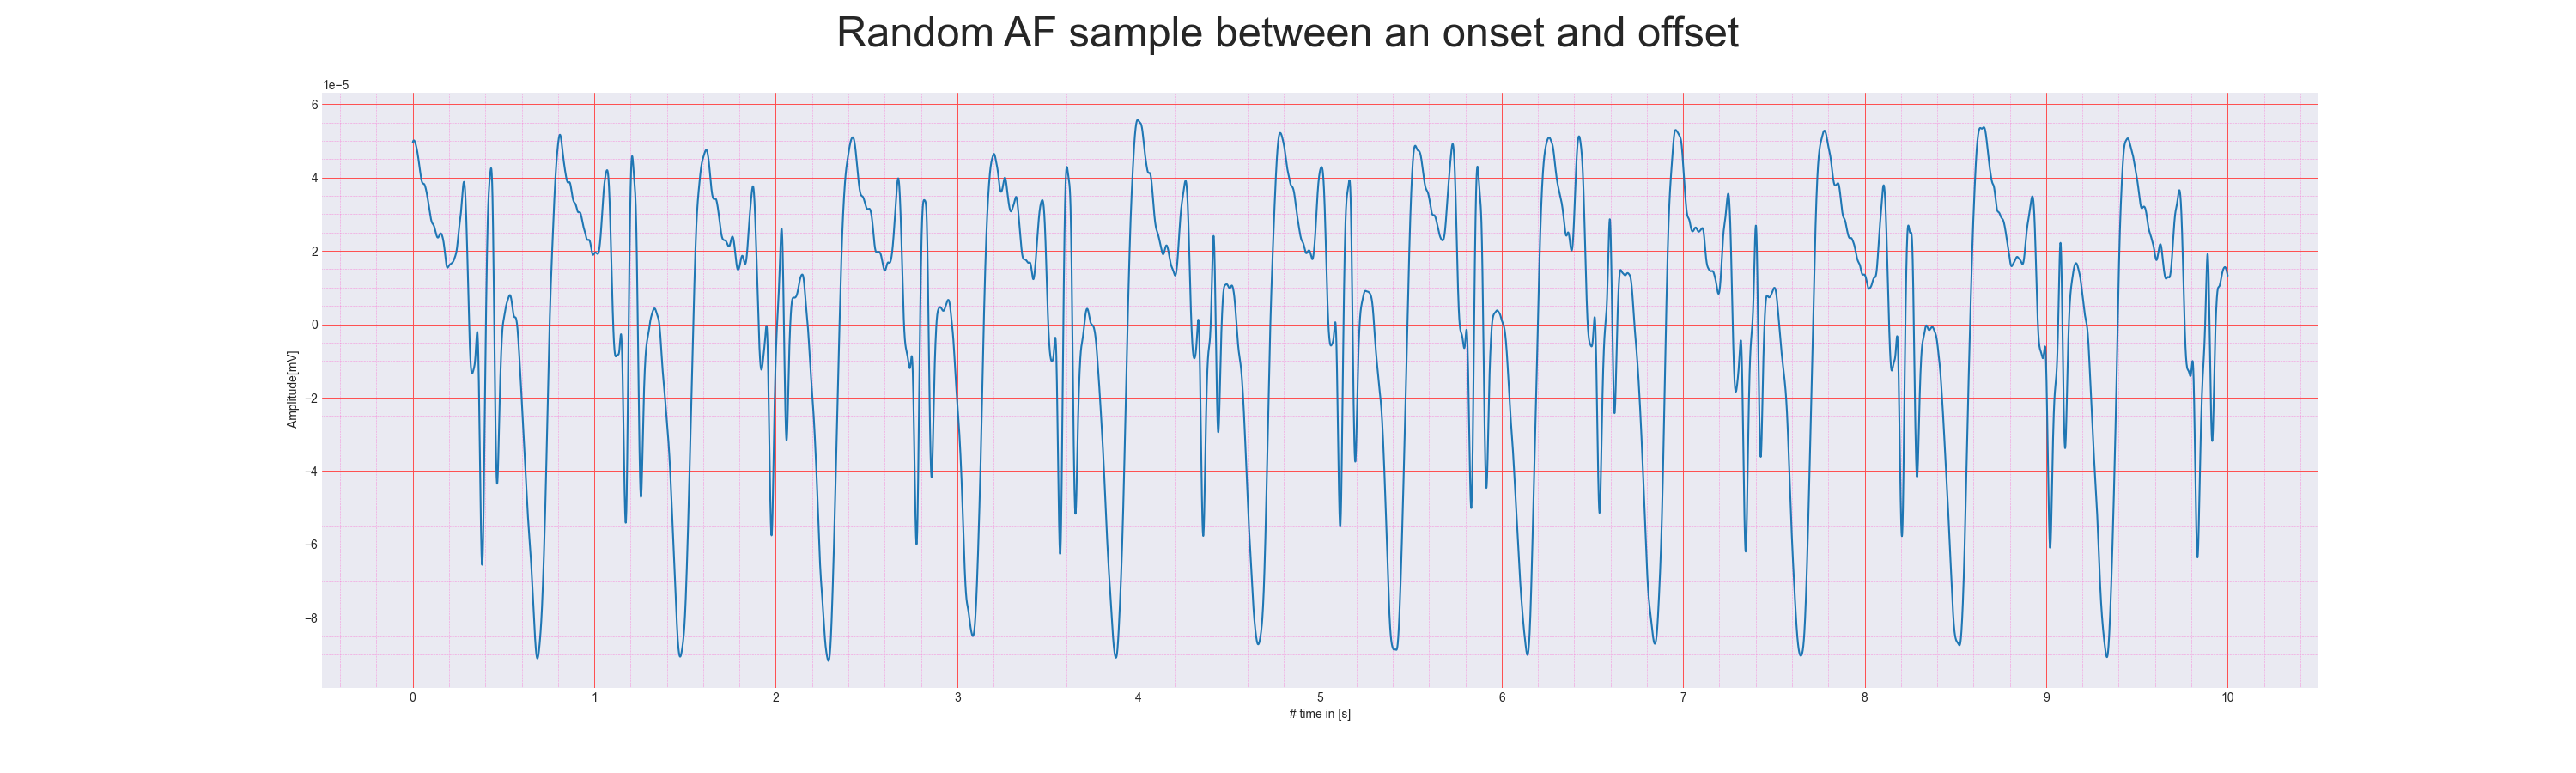 Random AF sample between an onset and offset
1e−5
6
4
2
0
−2
−4
−6
−8
Amplitude[mV]
0 1 2 3 4 5 6 7 8 9 10
# time in [s]